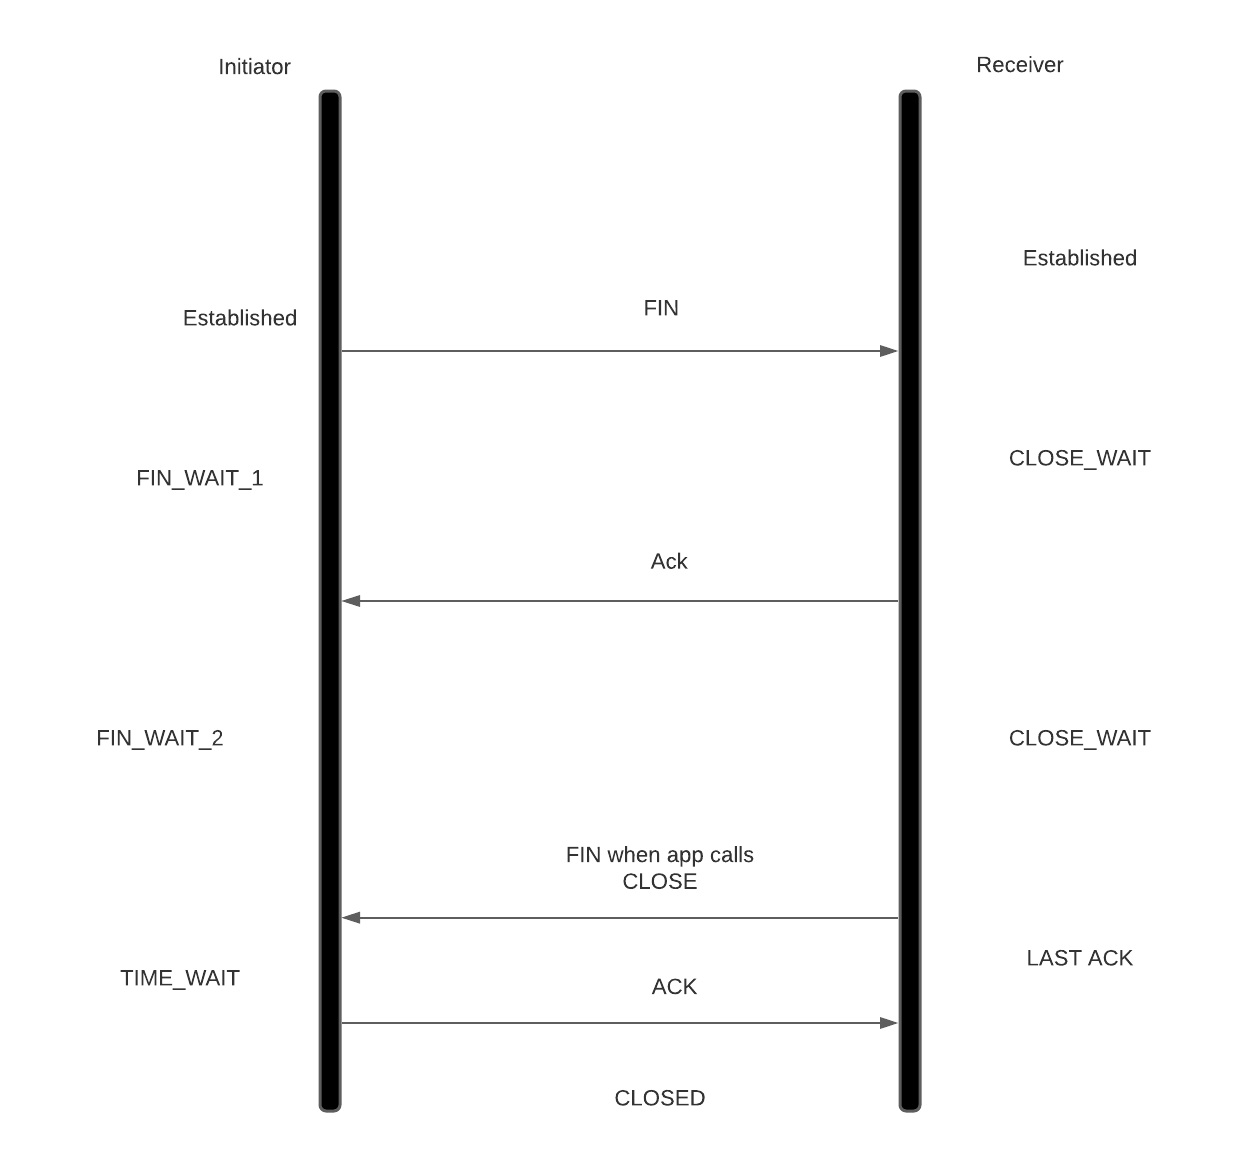 Initiator
Receiver
Established
Established
FIN
FIN_WAIT_1
CLOSE_WAIT
Ack
FIN_WAIT_2
CLOSE_WAIT
FIN when app calls
CLOSE
LAST ACK
TIME_WAIT
ACK
CLOSED